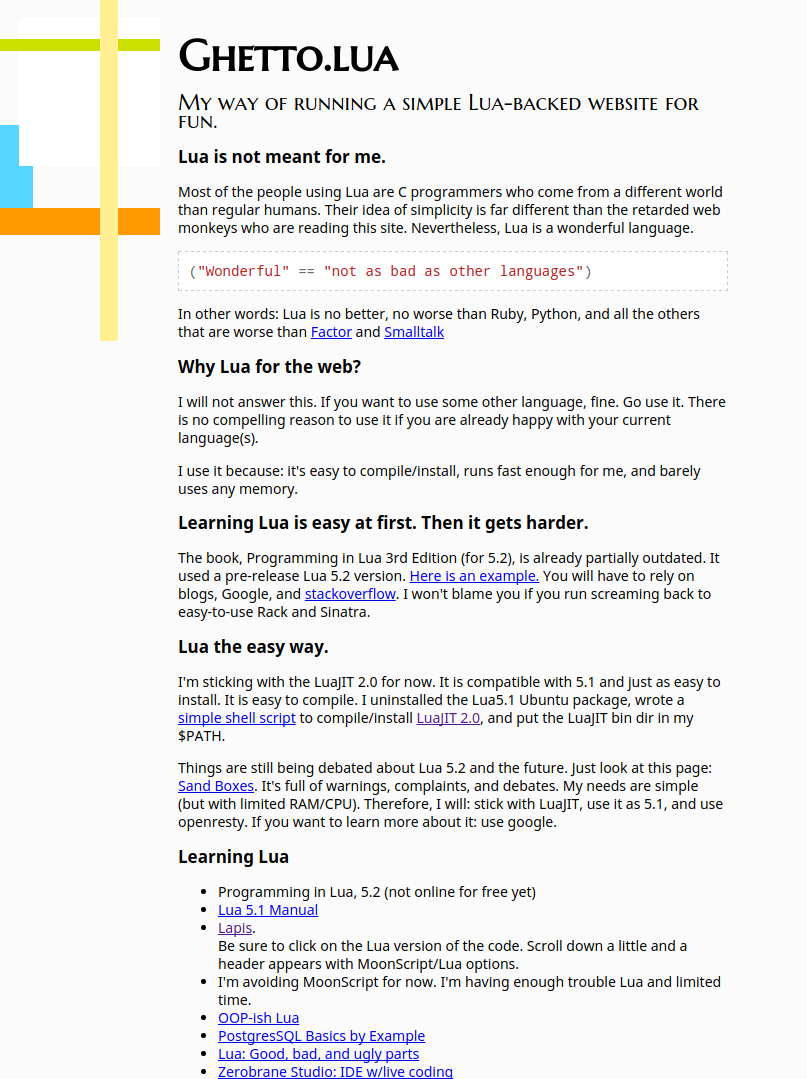 Ghetto.lua
My way of running a simple Lua-backed website for
fun.
Lua is not meant for me.
Most of the people using Lua are C programmers who come from a different world
than regular humans. Their idea of simplicity is far different than the retarded web
monkeys who are reading this site. Nevertheless, Lua is a wonderful language.
("Wonderful" == "not as bad as other languages")
In other words: Lua is no better, no worse than Ruby, Python, and all the others
that are worse than Factor and Smalltalk
Why Lua for the web?
I will not answer this. If you want to use some other language, fine. Go use it. There
is no compelling reason to use it if you are already happy with your current
language(s).
I use it because: it's easy to compile/install, runs fast enough for me, and barely
uses any memory.
Learning Lua is easy at first. Then it gets harder.
The book, Programming in Lua 3rd Edition (for 5.2), is already partially outdated. It
used a pre-release Lua 5.2 version. Here is an example. You will have to rely on
blogs, Google, and stackoverflow. I won't blame you if you run screaming back to
easy-to-use Rack and Sinatra.
Lua the easy way.
I'm sticking with the LuaJIT 2.0 for now. It is compatible with 5.1 and just as easy to
install. It is easy to compile. I uninstalled the Lua5.1 Ubuntu package, wrote a
simple shell script to compile/install LuaJIT 2.0, and put the LuaJIT bin dir in my
$PATH.
Things are still being debated about Lua 5.2 and the future. Just look at this page:
Sand Boxes. It's full of warnings, complaints, and debates. My needs are simple
(but with limited RAM/CPU). Therefore, I will: stick with LuaJIT, use it as 5.1, and use
openresty. If you want to learn more about it: use google.
Learning Lua
• Programming in Lua, 5.2 (not online for free yet)
• Lua 5.1 Manual
• Lapis.
Be sure to click on the Lua version of the code. Scroll down a little and a
header appears with MoonScript/Lua options.
• I'm avoiding MoonScript for now. I'm having enough trouble Lua and limited
time.
• OOP-ish Lua
• PostgresSQL Basics by Example
• Lua: Good, bad, and ugly parts
• Zerobrane Studio: IDE w/live coding